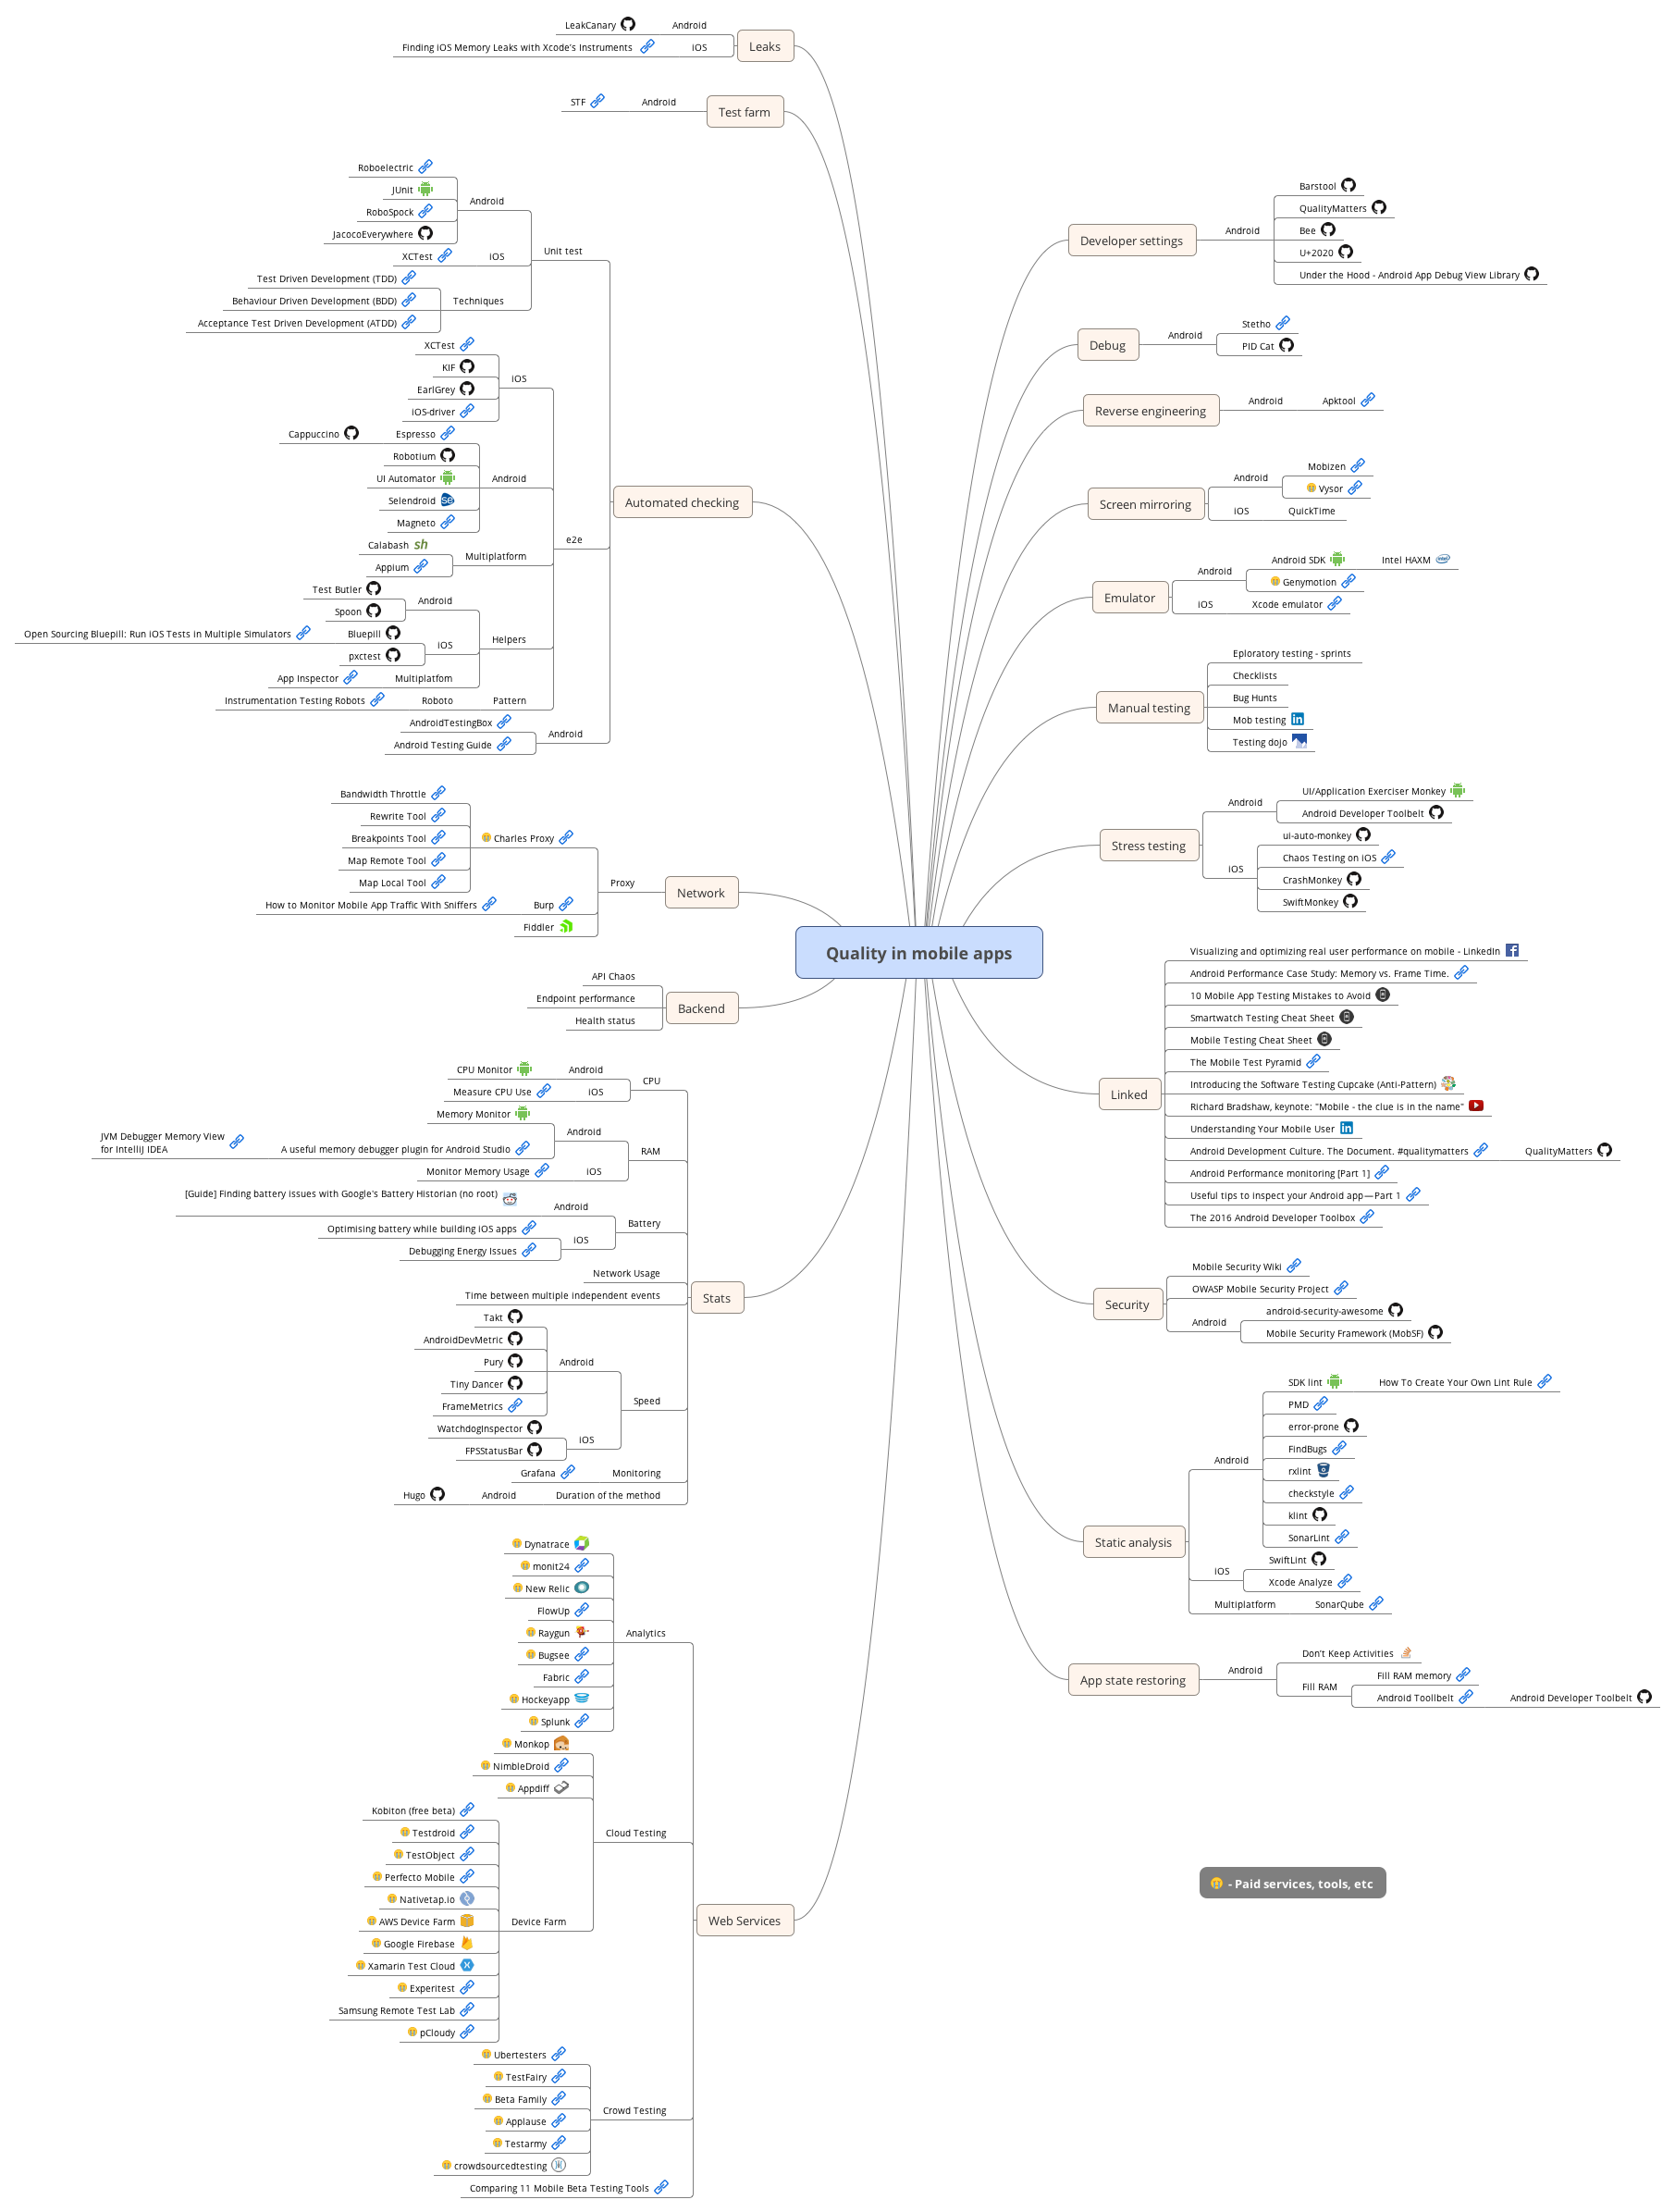 Quality in mobile apps
Leaks
Android
LeakCanary
iOS
Finding iOS Memory Leaks with Xcode's Instruments
Test farm
Android
STF
Automated checking
Unit test
Android
Roboelectric
JUnit
RoboSpock
JacocoEverywhere
iOS
XCTest
Techniques
Test Driven Development (TDD)
Behaviour Driven Development (BDD)
Acceptance Test Driven Development (ATDD)
e2e
iOS
XCTest
KIF
EarlGrey
iOS-driver
Android
Espresso
Cappuccino
Robotium
UI Automator
Selendroid
Se
Magneto
Multiplatform
Calabash
sh
Appium
Helpers
Android
Test Butler
Spoon
iOS
Bluepill
Open Sourcing Bluepill: Run iOS Tests in Multiple Simulators
pxctest
Multiplatfom
App Inspector
Pattern
Roboto
Instrumentation Testing Robots
Android
AndroidTestingBox
Android Testing Guide
Network
Proxy
Charles Proxy
Bandwidth Throttle
Rewrite Tool
Breakpoints Tool
Map Remote Tool
Map Local Tool
Burp
How to Monitor Mobile App Traffic With Sniffers
Fiddler
Backend
API Chaos
Endpoint performance
Health status
Stats
CPU
Android
CPU Monitor
iOS
Measure CPU Use
RAM
Android
Memory Monitor
A useful memory debugger plugin for Android Studio
JVM Debugger Memory View
for IntelliJ IDEA
iOS
Monitor Memory Usage
Battery
Android
[Guide] Finding battery issues with Google's Battery Historian (no root)
iOS
Optimising battery while building iOS apps
Debugging Energy Issues
Network Usage
Time between multiple independent events
Speed
Android
Takt
AndroidDevMetric
Pury
Tiny Dancer
FrameMetrics
iOS
WatchdogInspector
FPSStatusBar
Monitoring
Grafana
Duration of the method
Android
Hugo
Web Services
Analytics
Dynatrace
monit24
New Relic
FlowUp
Raygun
Bugsee
Fabric
Hockeyapp
Splunk
Cloud Testing
Monkop
NimbleDroid
Appdiff
Device Farm
Kobiton (free beta)
Testdroid
TestObject
Perfecto Mobile
Nativetap.io
AWS Device Farm
Google Firebase
Xamarin Test Cloud
Experitest
Samsung Remote Test Lab
pCloudy
Crowd Testing
Ubertesters
TestFairy
Beta Family
Applause
Testarmy
crowdsourcedtesting
Comparing 11 Mobile Beta Testing Tools
Developer settings
Android
Barstool
QualityMatters
Bee
U+2020
Under the Hood - Android App Debug View Library
Debug
Android
Stetho
PID Cat
Reverse engineering
Android
Apktool
Screen mirroring
Android
Mobizen
Vysor
iOS
QuickTime
Emulator
Android
Android SDK
Intel HAXM
intel
Genymotion
iOS
Xcode emulator
Manual testing
Eploratory testing - sprints
Checklists
Bug Hunts
Mob testing
in
Testing dojo
Stress testing
Android
UI/Application Exerciser Monkey
Android Developer Toolbelt
iOS
ui-auto-monkey
Chaos Testing on iOS
CrashMonkey
SwiftMonkey
Linked
Visualizing and optimizing real user performance on mobile - LinkedIn
Android Performance Case Study: Memory vs. Frame Time.
10 Mobile App Testing Mistakes to Avoid
Smartwatch Testing Cheat Sheet
Mobile Testing Cheat Sheet
The Mobile Test Pyramid
Introducing the Software Testing Cupcake (Anti-Pattern)
Richard Bradshaw, keynote: "Mobile - the clue is in the name"
Understanding Your Mobile User
in
Android Development Culture. The Document. #qualitymatters
QualityMatters
Android Performance monitoring [Part 1]
Useful tips to inspect your Android app — Part 1
The 2016 Android Developer Toolbox
Security
Mobile Security Wiki
OWASP Mobile Security Project
Android
android-security-awesome
Mobile Security Framework (MobSF)
Static analysis
Android
SDK lint
How To Create Your Own Lint Rule
PMD
error-prone
FindBugs
rxlint
checkstyle
klint
SonarLint
iOS
SwiftLint
Xcode Analyze
Multiplatform
SonarQube
App state restoring
Android
Don't Keep Activities
Fill RAM
Fill RAM memory
Android Toollbelt
Android Developer Toolbelt
- Paid services, tools, etc